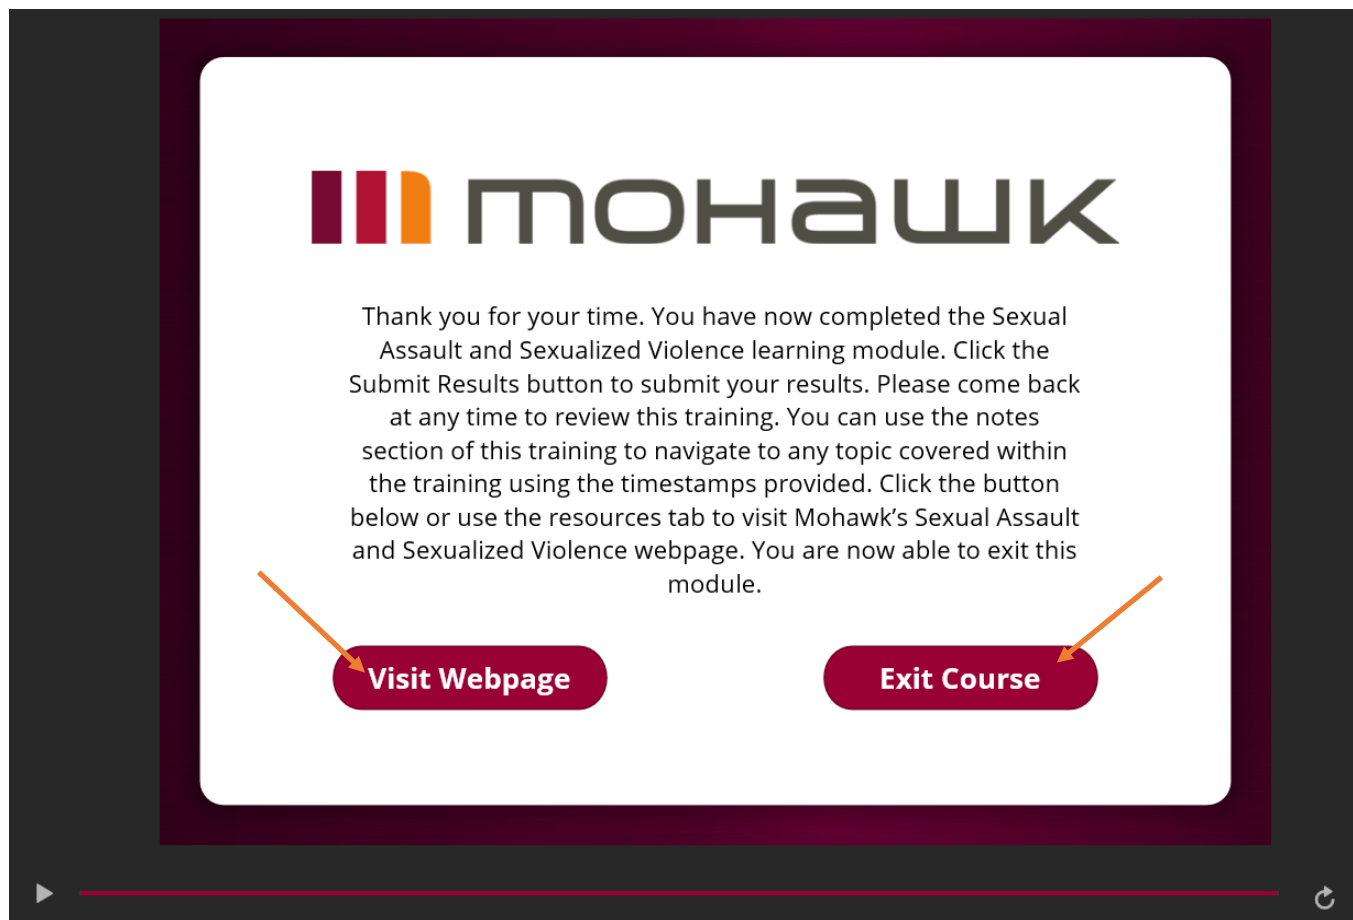 mohawk
Thank you for your time. You have now completed the Sexual
Assault and Sexualized Violence learning module. Click the
Submit Results button to submit your results. Please come back
at any time to review this training. You can use the notes
section of this training to navigate to any topic covered within
the training using the timestamps provided. Click the button
below or use the resources tab to visit Mohawk’s Sexual Assault
and Sexualized Violence webpage. You are now able to exit this
module.
Visit Webpage
Exit Course